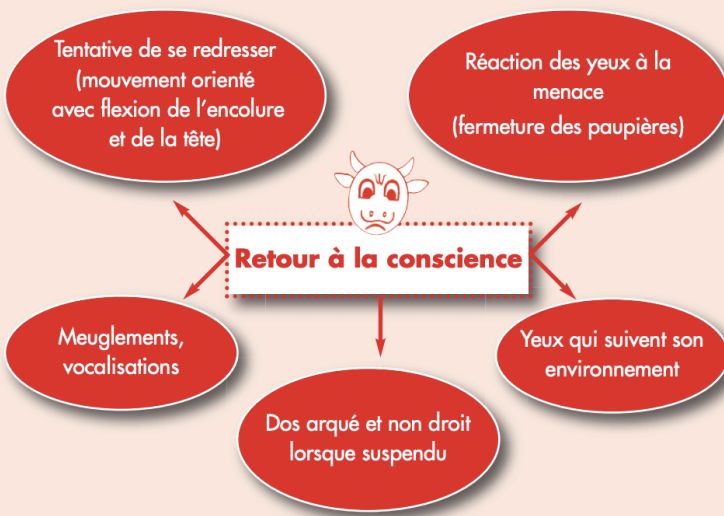 Tentative de se redresser
(mouvement orienté
avec flexion de l'encolure
et de la tête)
Réaction des yeux à la
menace
(fermeture des paupières)
Retour à la conscience
Meuglements,
vocalisations
Yeux qui suivent son
environnement
Dos arqué et non droit
lorsque suspendu